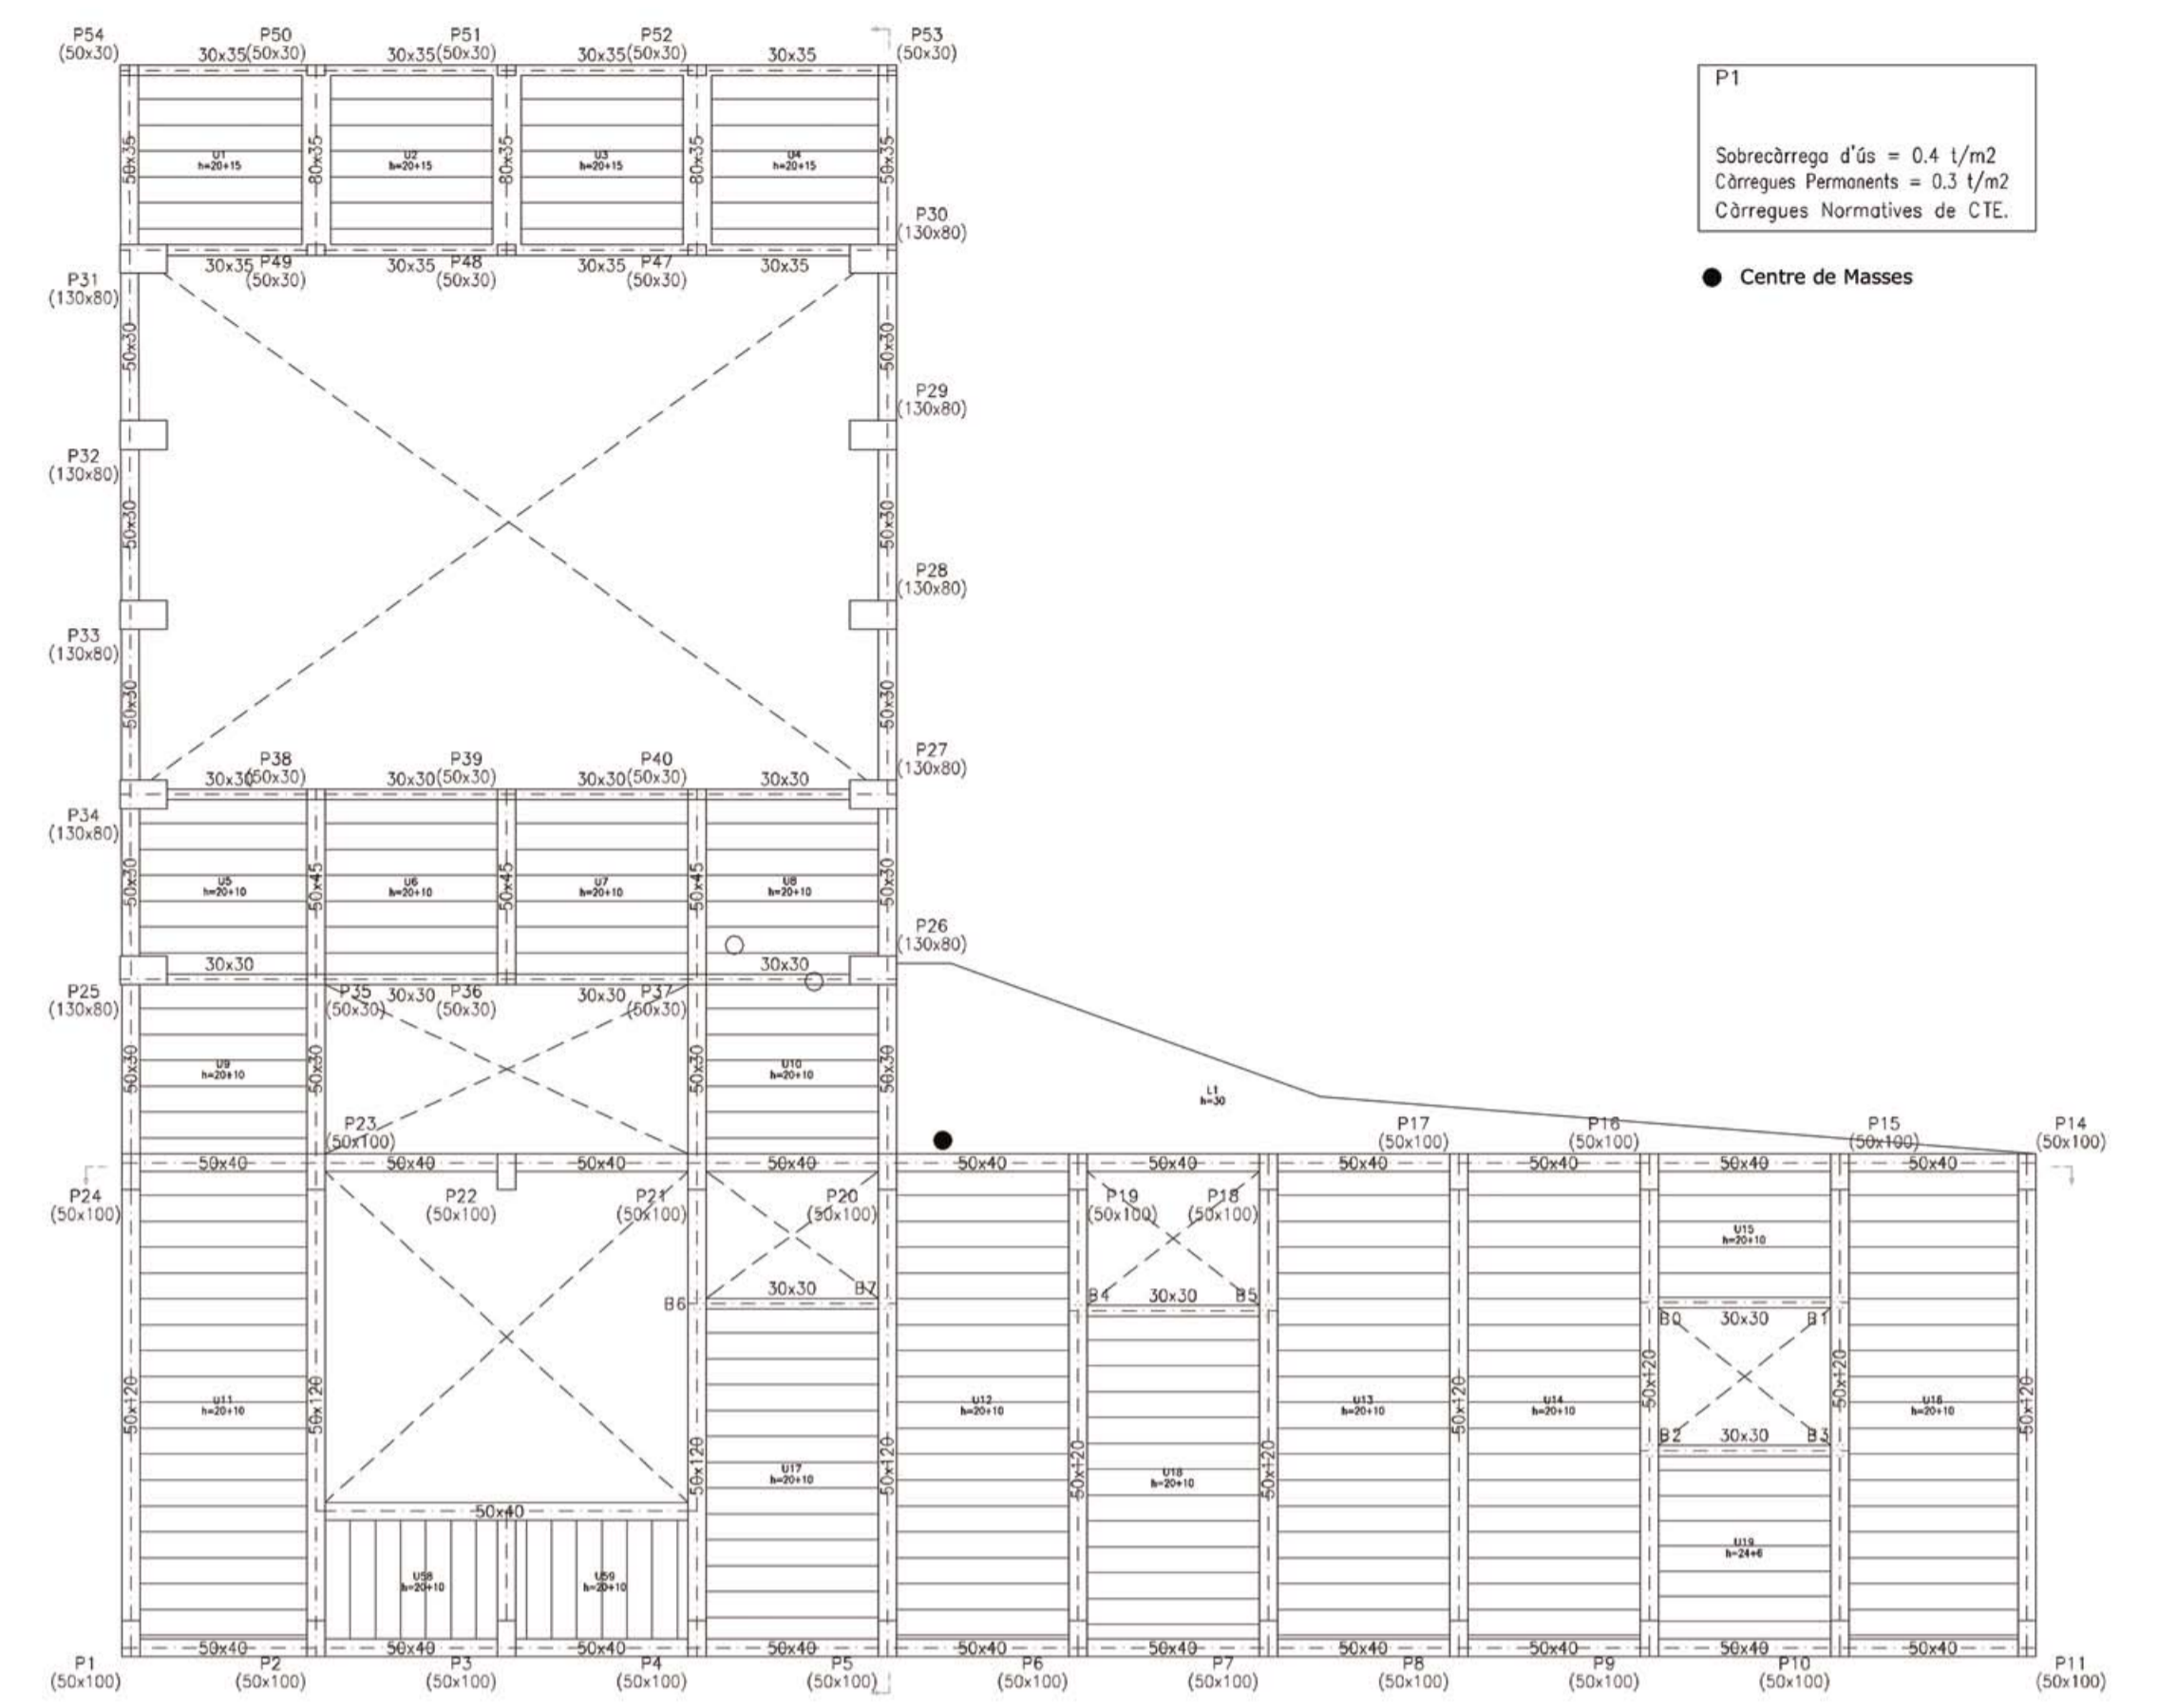 P54 P50 P51 P52 P53
(50x30) 30x35(50x30) 30x35(50x30) 30x35(50x30) 30x35 (50x30)
P1
Sobrecàrrega d'ús = 0.4 t/m2
Càrregues Permanents = 0.3 t/m2
Càrregues Normatives de CTE.
Centre de Masses
50x35 80x35 80x35 80x35 50x35
U1 U2 U3 U4
h=20+15 h=20+15 h=20+15 h=20+15
P30
(130x80)
30x35 P49 30x35 P48 30x35 P47 30x35
(50x30) (50x30) (50x30)
P31
(130x80)
50x30 50x30
P29
(130x80)
P32
(130x80)
50x30 50x30
P28
(130x80)
P33
(130x80)
50x30 50x30
P38 P39 P40 P27
30x30(50x30) 30x30(50x30) 30x30(50x30) 30x30 (130x80)
P34
(130x80)
50x30 50x45 50x45 50x45 50x30
U5 U6 U7 U8
h=20+10 h=20+10 h=20+10 h=20+10
P26
(130x80)
30x30 30x30
P25 P35 30x30 P36 30x30 P37
(130x80) (50x30) (50x30) (50x30)
50x30 50x30 50x30 50x30
U9 U10
h=20+10 h=20+10
L1
h=30
P23 P17 P16 P15 P14
(50x100) (50x100) (50x100) (50x100) (50x100)
50x40 50x40 50x40 50x40 50x40 50x40 50x40 50x40 50x40 50x40
P24 P22 P21 P20 P19 P18
(50x100) (50x100) (50x100) (50x100) (50x100) (50x100)
U15
h=20+10
30x30 B7 B4 30x30 B5
B6
B0 30x30 B1
50x120 50x120 50x120 50x120 50x120 50x120
U11 U12 U13 U14 U16
h=20+10 h=20+10 h=20+10 h=20+10 h=20+10
B2 30x30 B3
50x120 50x120 50x120 50x120
U17 U18
h=20+10 h=20+10
50x40
U19
h=24+6
U58 U59
h=20+10 h=20+10
50x40 50x40 50x40 50x40 50x40 50x40 50x40 50x40 50x40 50x40
P1 P2 P3 P4 P5 P6 P7 P8 P9 P10 P11
(50x100) (50x100) (50x100) (50x100) (50x100) (50x100) (50x100) (50x100) (50x100) (50x100) (50x100)